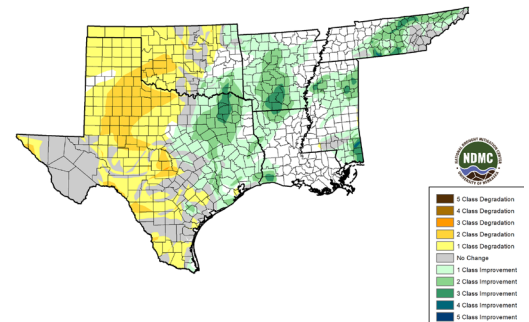 NATIONAL DROUGHT MITIGATION CENTER
NDMC
UNIVERSITY OF NEBRASKA
5 Class Degradation
4 Class Degradation
3 Class Degradation
2 Class Degradation
1 Class Degradation
No Change
1 Class Improvement
2 Class Improvement
3 Class Improvement
4 Class Improvement
5 Class Improvement